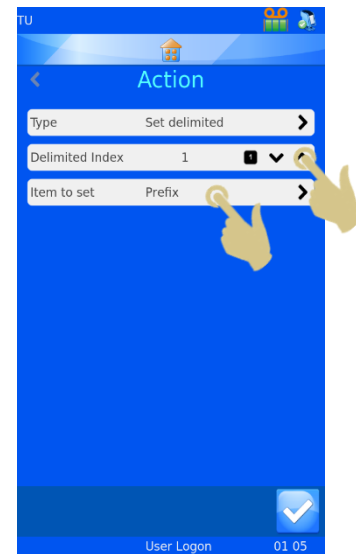 TU
Action
Type Set delimited
Delimited Index 1 1
Item to set Prefix
User Logon 01 05